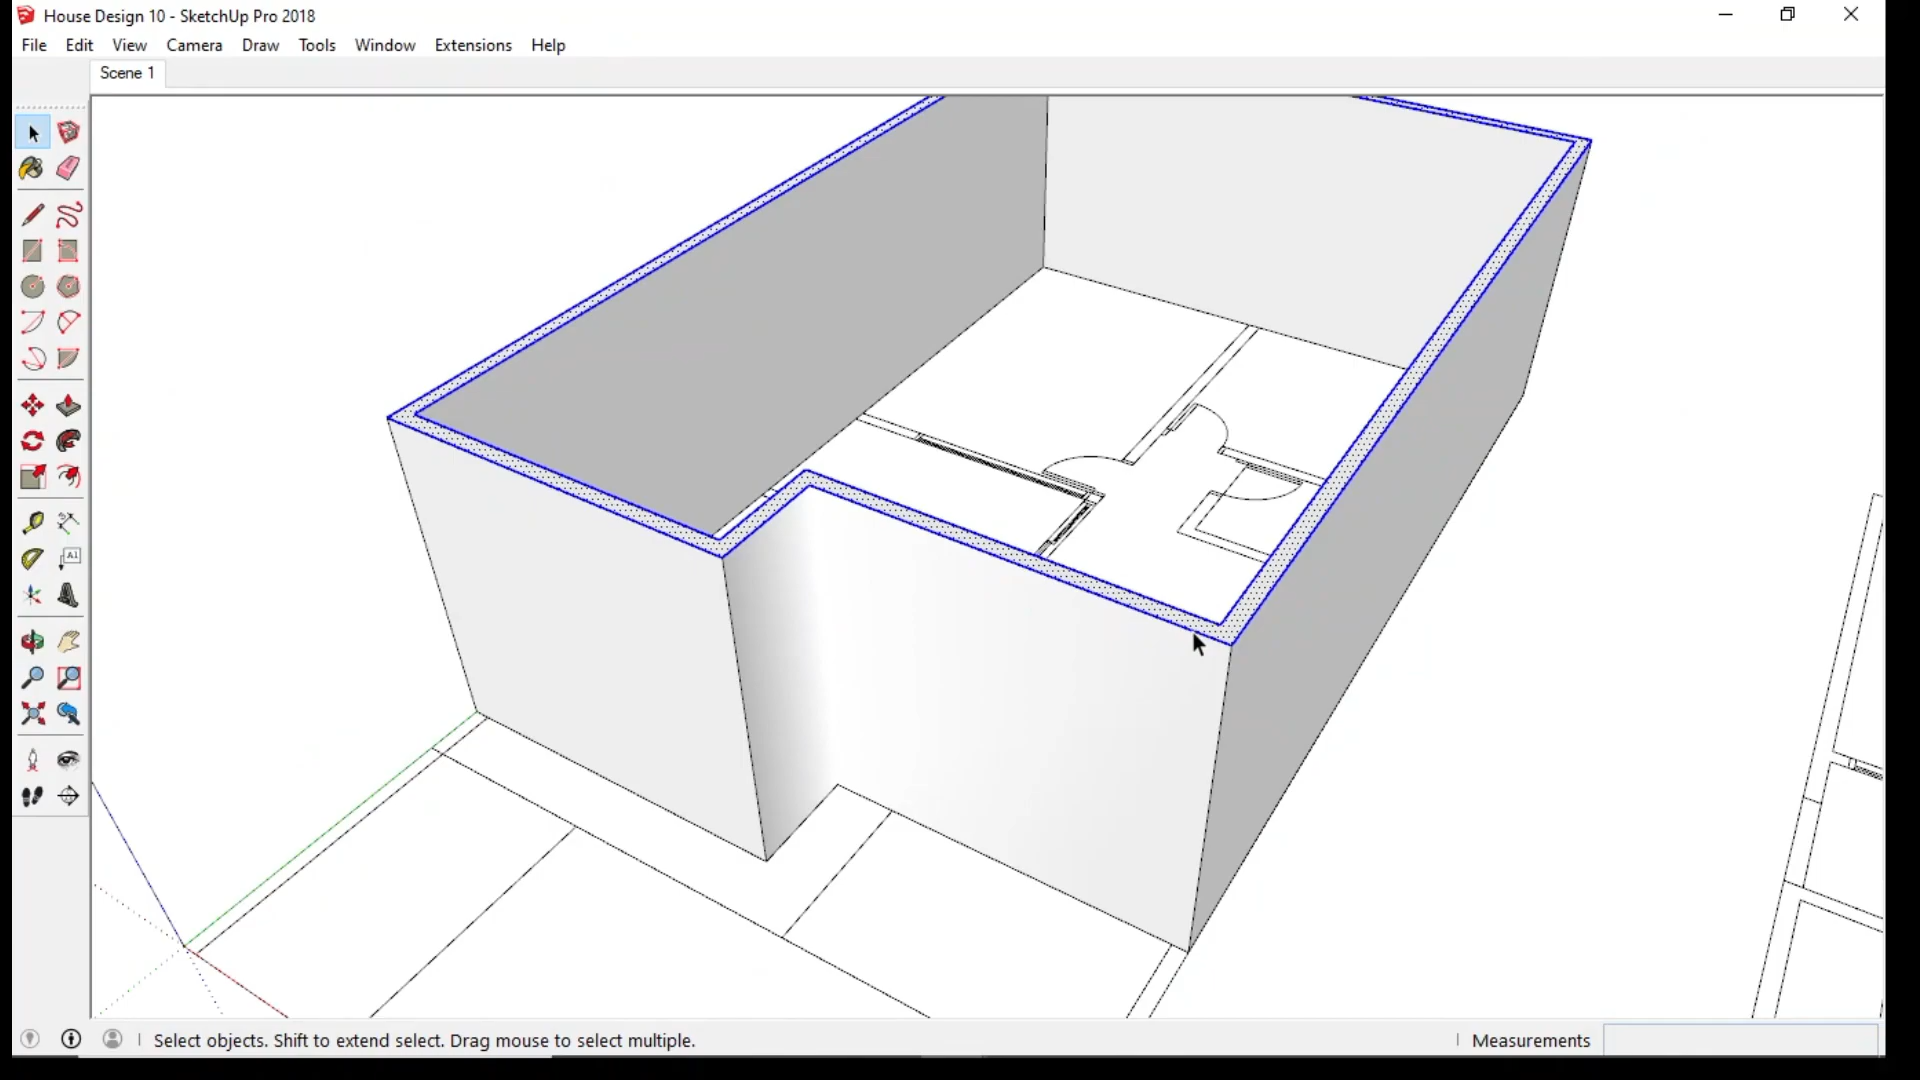 House Design 10 - SketchUp Pro 2018
File Edit View Camera Draw Tools Window Extensions Help
Scene 1
A1
Select objects. Shift to extend select. Drag mouse to select multiple.
Measurements